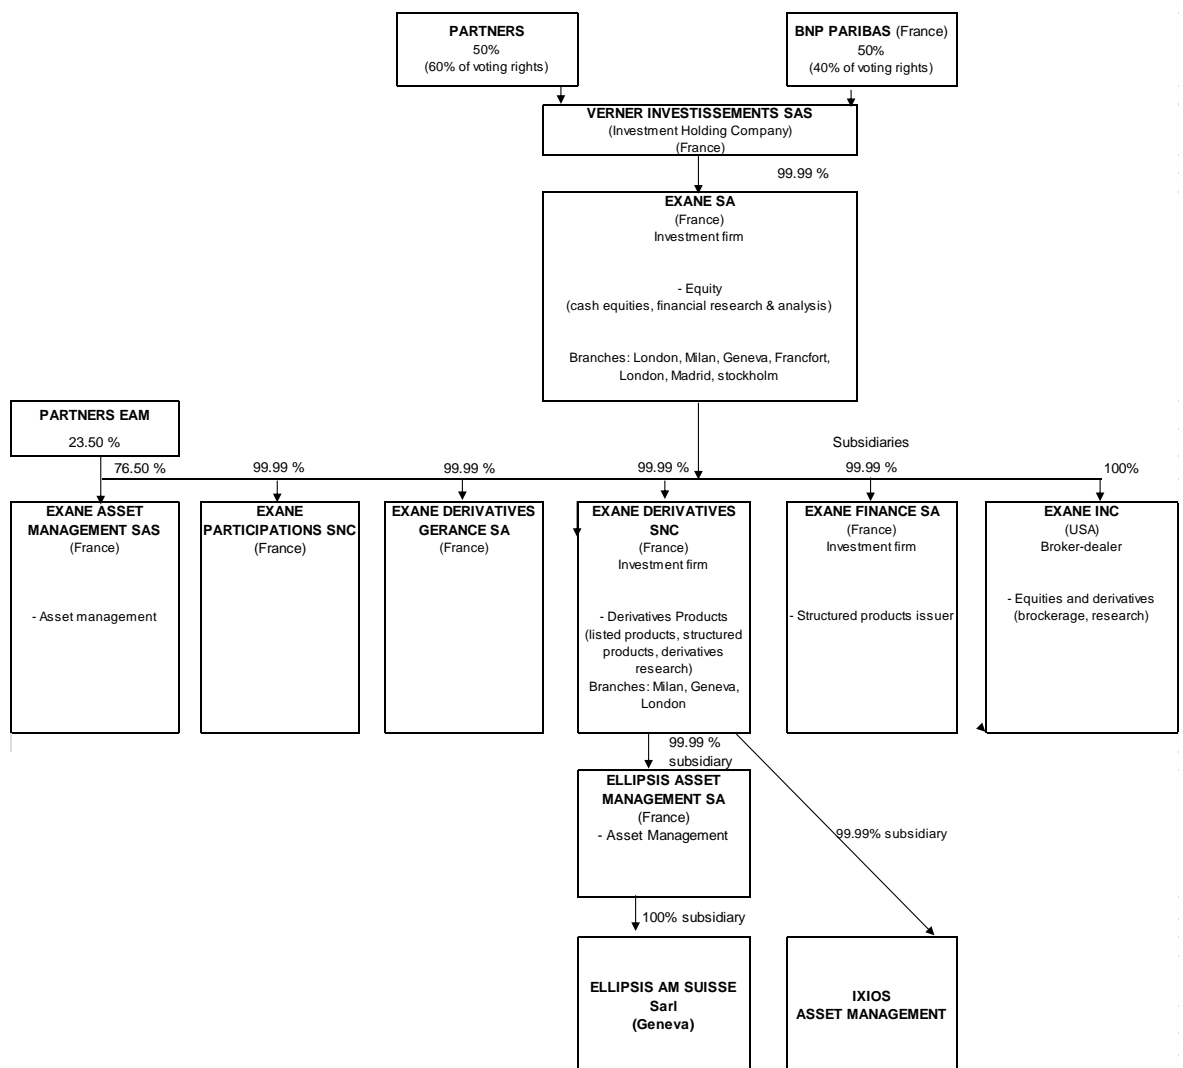 PARTNERS
50%
(60% of voting rights)
BNP PARIBAS (France)
50%
(40% of voting rights)
VERNER INVESTISSEMENTS SAS
(Investment Holding Company)
(France)
99.99 %
EXANE SA
(France)
Investment firm
- Equity
(cash equities, financial research & analysis)
Branches: London, Milan, Geneva, Francfort,
London, Madrid, stockholm
PARTNERS EAM
23.50 %
Subsidiaries
76.50 %
99.99 %
99.99 %
99.99 %
99.99 %
100%
EXANE ASSET
MANAGEMENT SAS
(France)
- Asset management
EXANE
PARTICIPATIONS SNC
(France)
EXANE DERIVATIVES
GERANCE SA
(France)
EXANE DERIVATIVES
SNC
(France)
Investment firm
- Derivatives Products
(listed products, structured
products, derivatives
research)
Branches: Milan, Geneva,
London
EXANE FINANCE SA
(France)
Investment firm
- Structured products issuer
EXANE INC
(USA)
Broker-dealer
- Equities and derivatives
(brockerage, research)
99.99 %
subsidiary
ELLIPSIS ASSET
MANAGEMENT SA
(France)
- Asset Management
99.99% subsidiary
100% subsidiary
ELLIPSIS AM SUISSE
Sarl
(Geneva)
IXIOS
ASSET MANAGEMENT